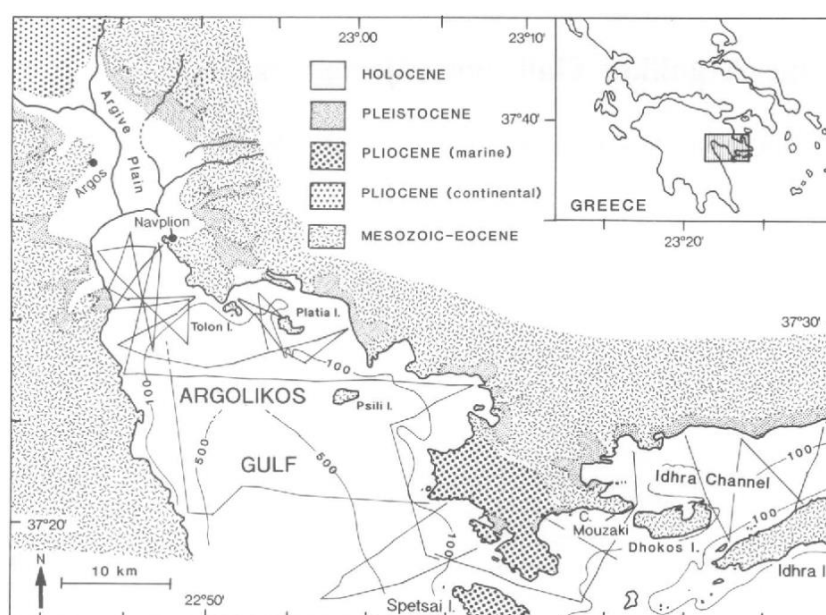 23°00
23°10
HOLOCENE
PLEISTOCENE
37°40
PLIOCENE (marine)
PLIOCENE (continental)
MESOZOIC-EOCENE
GREECE
23°20
Argive
Plain
Argos
Navplion
Tolon I.
Platia I.
37°30
100
100
ARGOLIKOS
Psili I.
500
500
GULF
100
Idhra Channel
37°20
100
C.
Mouzaki
100
Dhokos I.
N
10 km
22°50
Spetsai I.
Idhra I